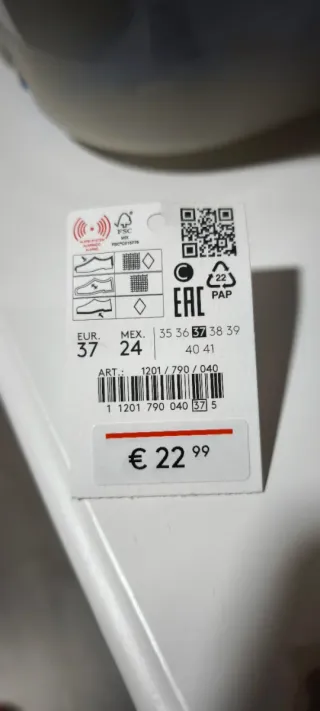 FSC
22
PAP
EAC
EUR. 37
MEX. 24
35 36 37 38 39
40 41
ART.: 1201 / 790 / 040
1 1201 790 040 37 5
€ 22 99